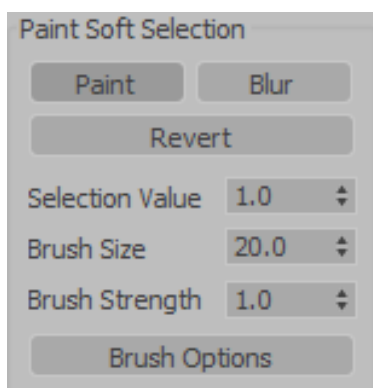 Paint Soft Selection
Paint Blur
Revert
Selection Value 1.0
Brush Size 20.0
Brush Strength 1.0
Brush Options